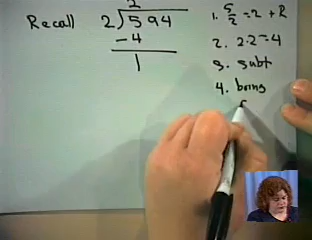 2
Recall 2)594
-4
1
1. 5/2 = 2 + R
2. 2·2=4
3. subt
4. bring